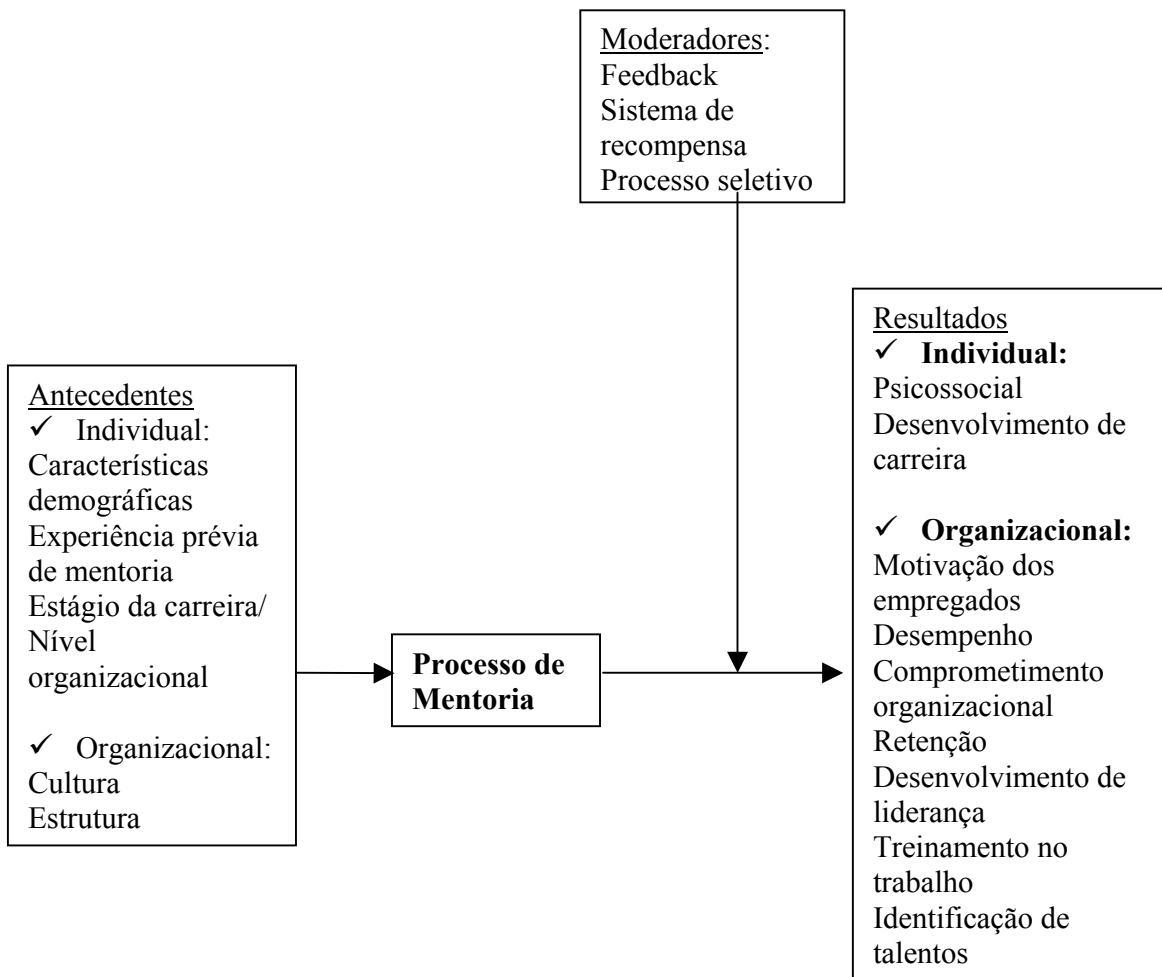 Moderadores:
Feedback
Sistema de
recompensa
Processo seletivo
Antecedentes
✓ Individual:
Características
demográficas
Experiência prévia
de mentoria
Estágio da carreira/
Nível
organizacional
✓ Organizacional:
Cultura
Estrutura
Processo de
Mentoria
Resultados
✓ Individual:
Psicossocial
Desenvolvimento de
carreira
✓ Organizacional:
Motivação dos
empregados
Desempenho
Comprometimento
organizacional
Retenção
Desenvolvimento de
liderança
Treinamento no
trabalho
Identificação de
talentos